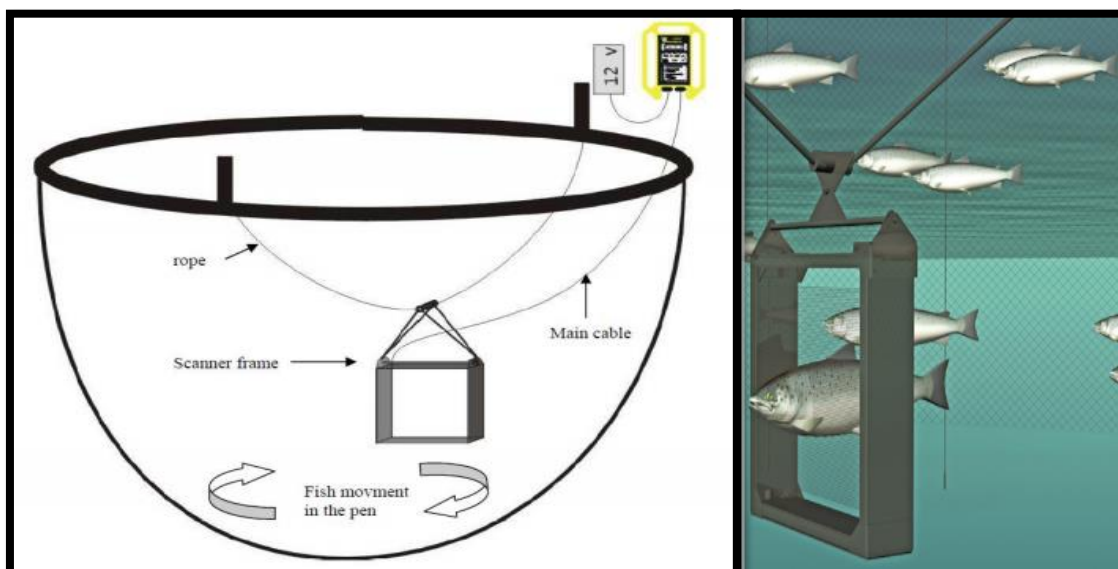 12 V
rope
Main cable
Scanner frame
Fish movment
in the pen